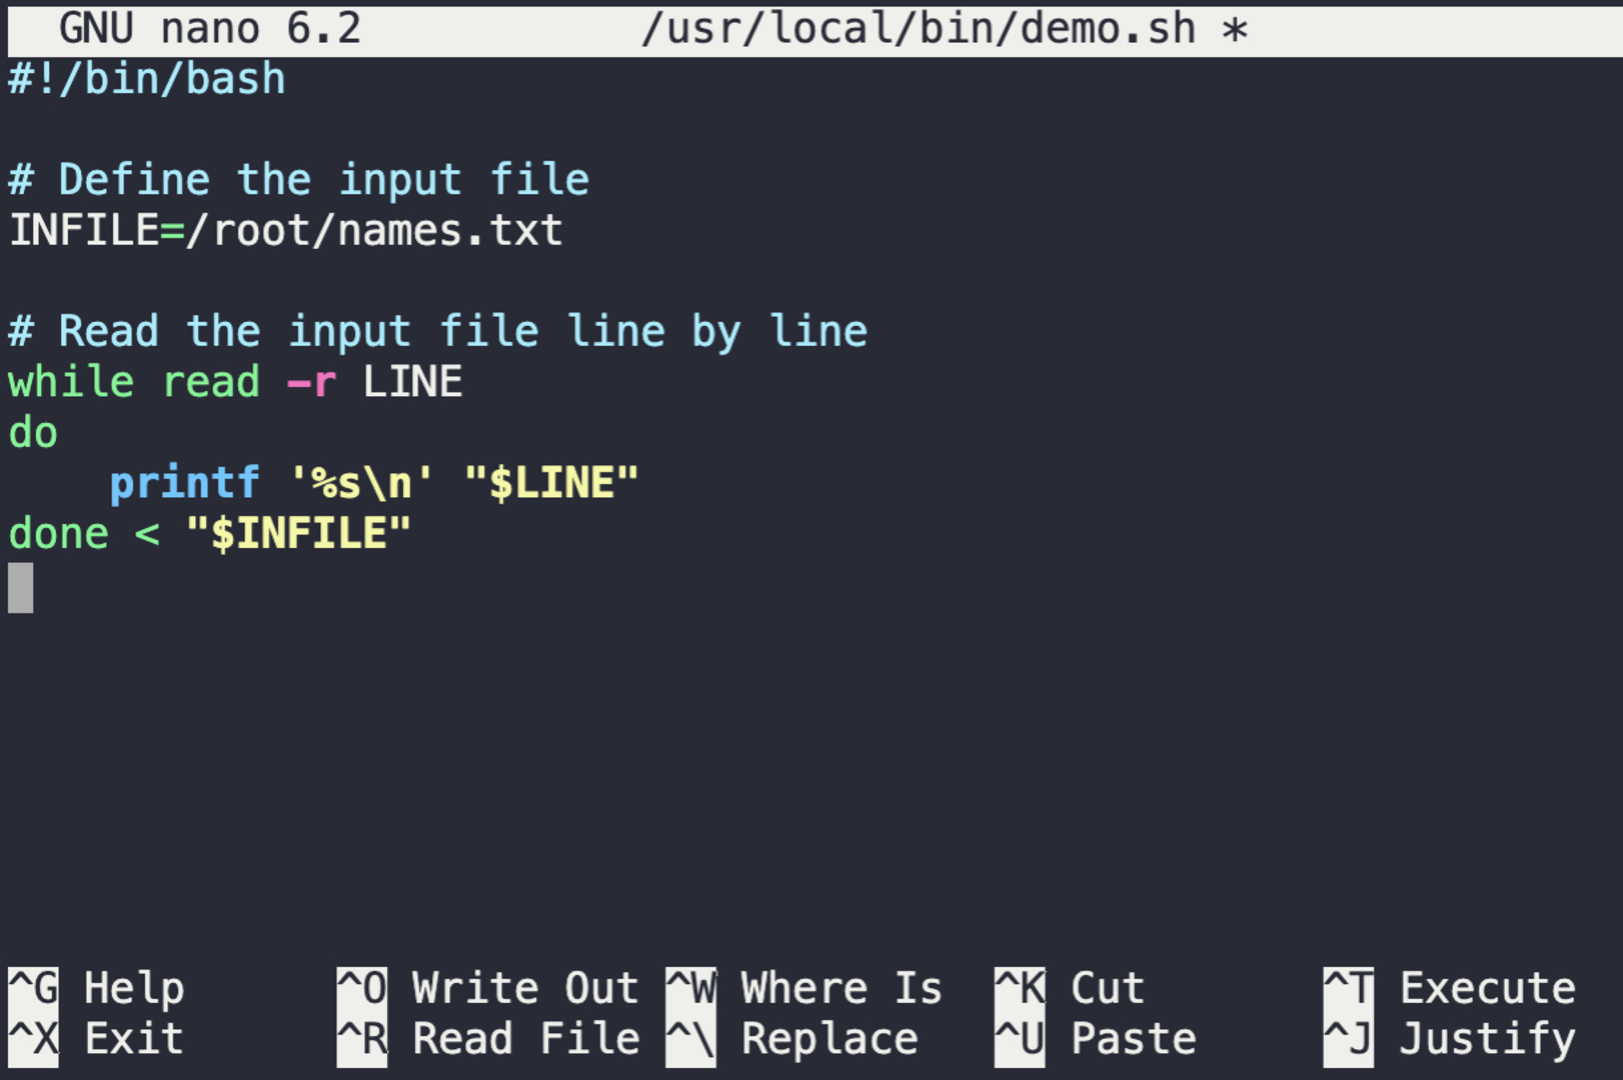 GNU nano 6.2 /usr/local/bin/demo.sh *
#!/bin/bash
# Define the input file
INFILE=/root/names.txt
# Read the input file line by line
while read -r LINE
do
    printf '%s\n' "$LINE"
done < "$INFILE"
^G Help ^O Write Out ^W Where Is ^K Cut ^T Execute
^X Exit ^R Read File ^\ Replace ^U Paste ^J Justify